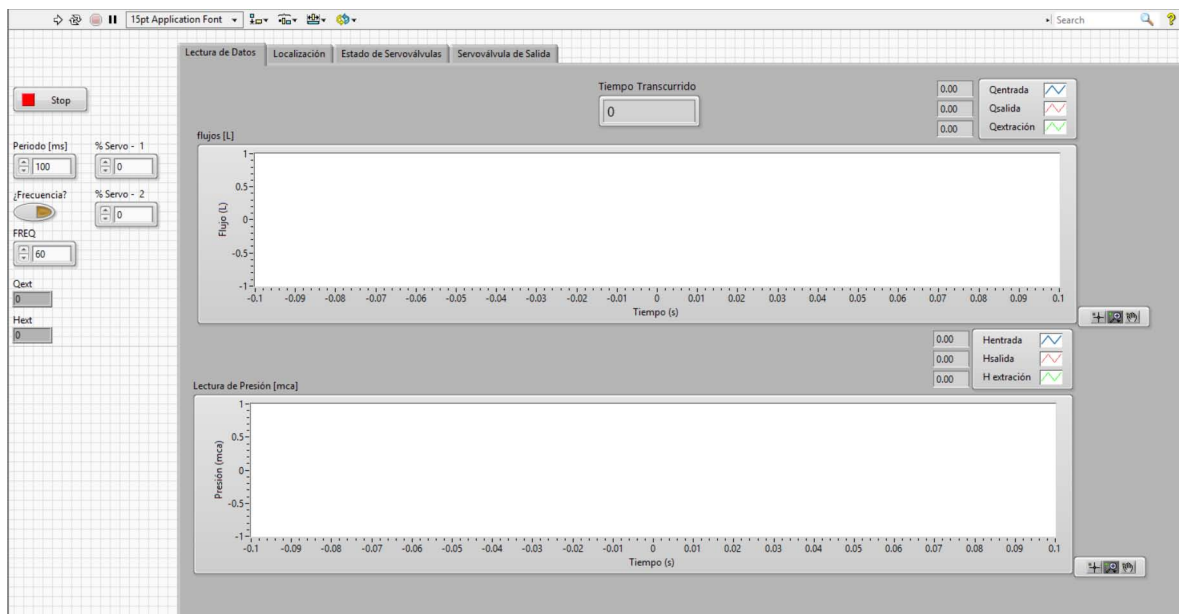 15pt Application Font
Search
Lectura de Datos
Localización
Estado de Servoválvulas
Servoválvula de Salida
Stop
Periodo [ms]
100
% Servo - 1
0
¿Frecuencia?
% Servo - 2
0
FREQ
60
Qext
0
Hext
0
Tiempo Transcurrido
0
0.00 Qentrada
0.00 Qsalida
0.00 Qextración
flujos [L]
Flujo (L)
1
0.5
0
-0.5
-1
-0.1 -0.09 -0.08 -0.07 -0.06 -0.05 -0.04 -0.03 -0.02 -0.01 0 0.01 0.02 0.03 0.04 0.05 0.06 0.07 0.08 0.09 0.1
Tiempo (s)
0.00 Hentrada
0.00 Hsalida
0.00 H extración
Lectura de Presión [mca]
Presión (mca)
1
0.5
0
-0.5
-1
-0.1 -0.09 -0.08 -0.07 -0.06 -0.05 -0.04 -0.03 -0.02 -0.01 0 0.01 0.02 0.03 0.04 0.05 0.06 0.07 0.08 0.09 0.1
Tiempo (s)